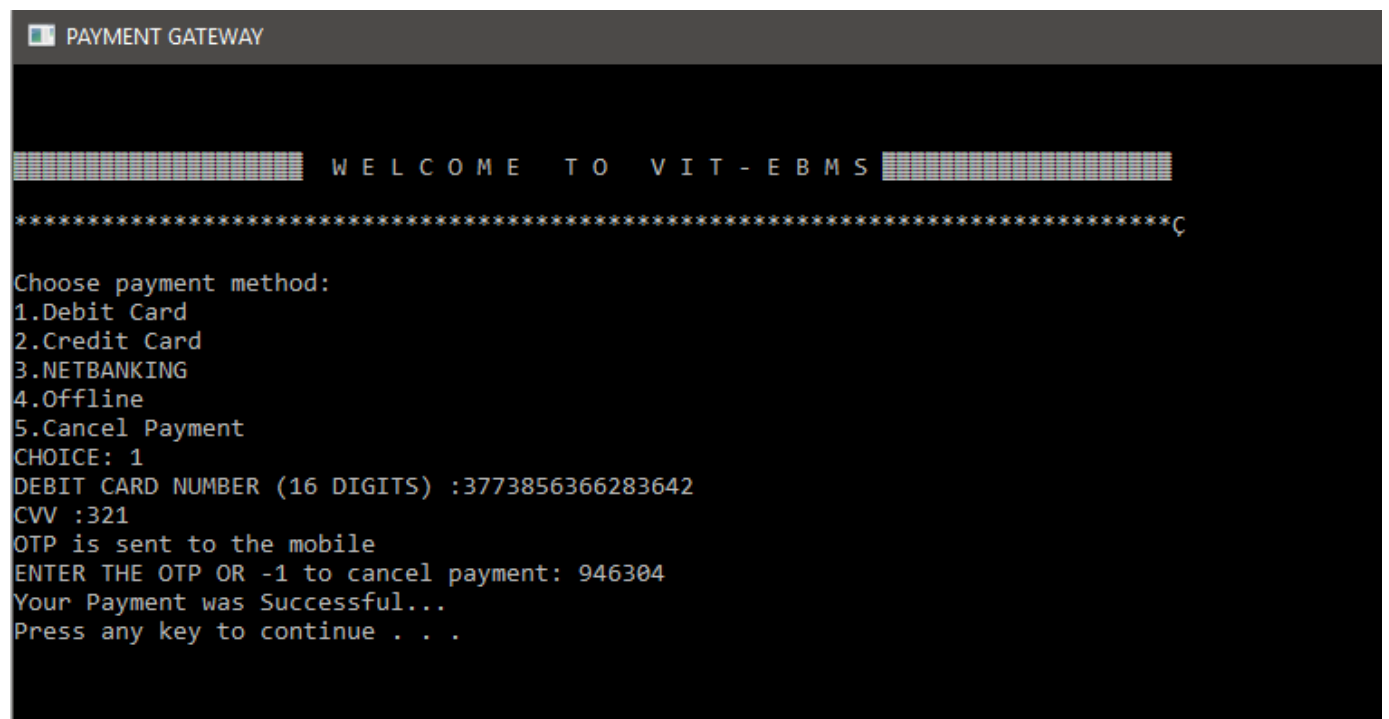 PAYMENT GATEWAY
W E L C O M E   T O   V I T - E B M S
********************************************************************************Ç
Choose payment method:
1.Debit Card
2.Credit Card
3.NETBANKING
4.Offline
5.Cancel Payment
CHOICE: 1
DEBIT CARD NUMBER (16 DIGITS) :3773856366283642
CVV :321
OTP is sent to the mobile
ENTER THE OTP OR -1 to cancel payment: 946304
Your Payment was Successful...
Press any key to continue . . .